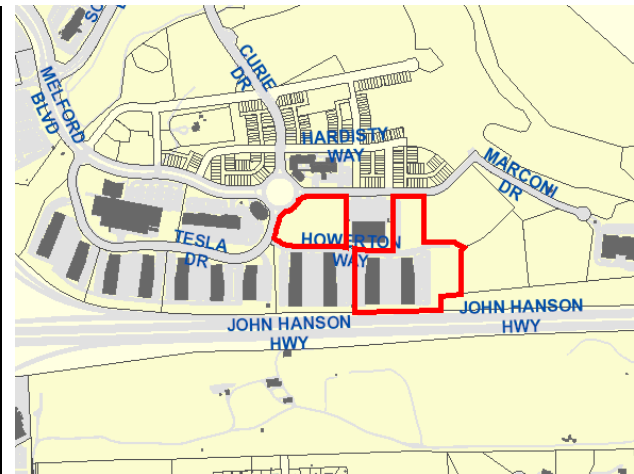 MELFORD
BLVD
CURIE
DR
HARDISTY
WAY
MARCONI
DR
TESLA
DR
HOWERTON
WAY
JOHN HANSON
HWY
JOHN HANSON
HWY